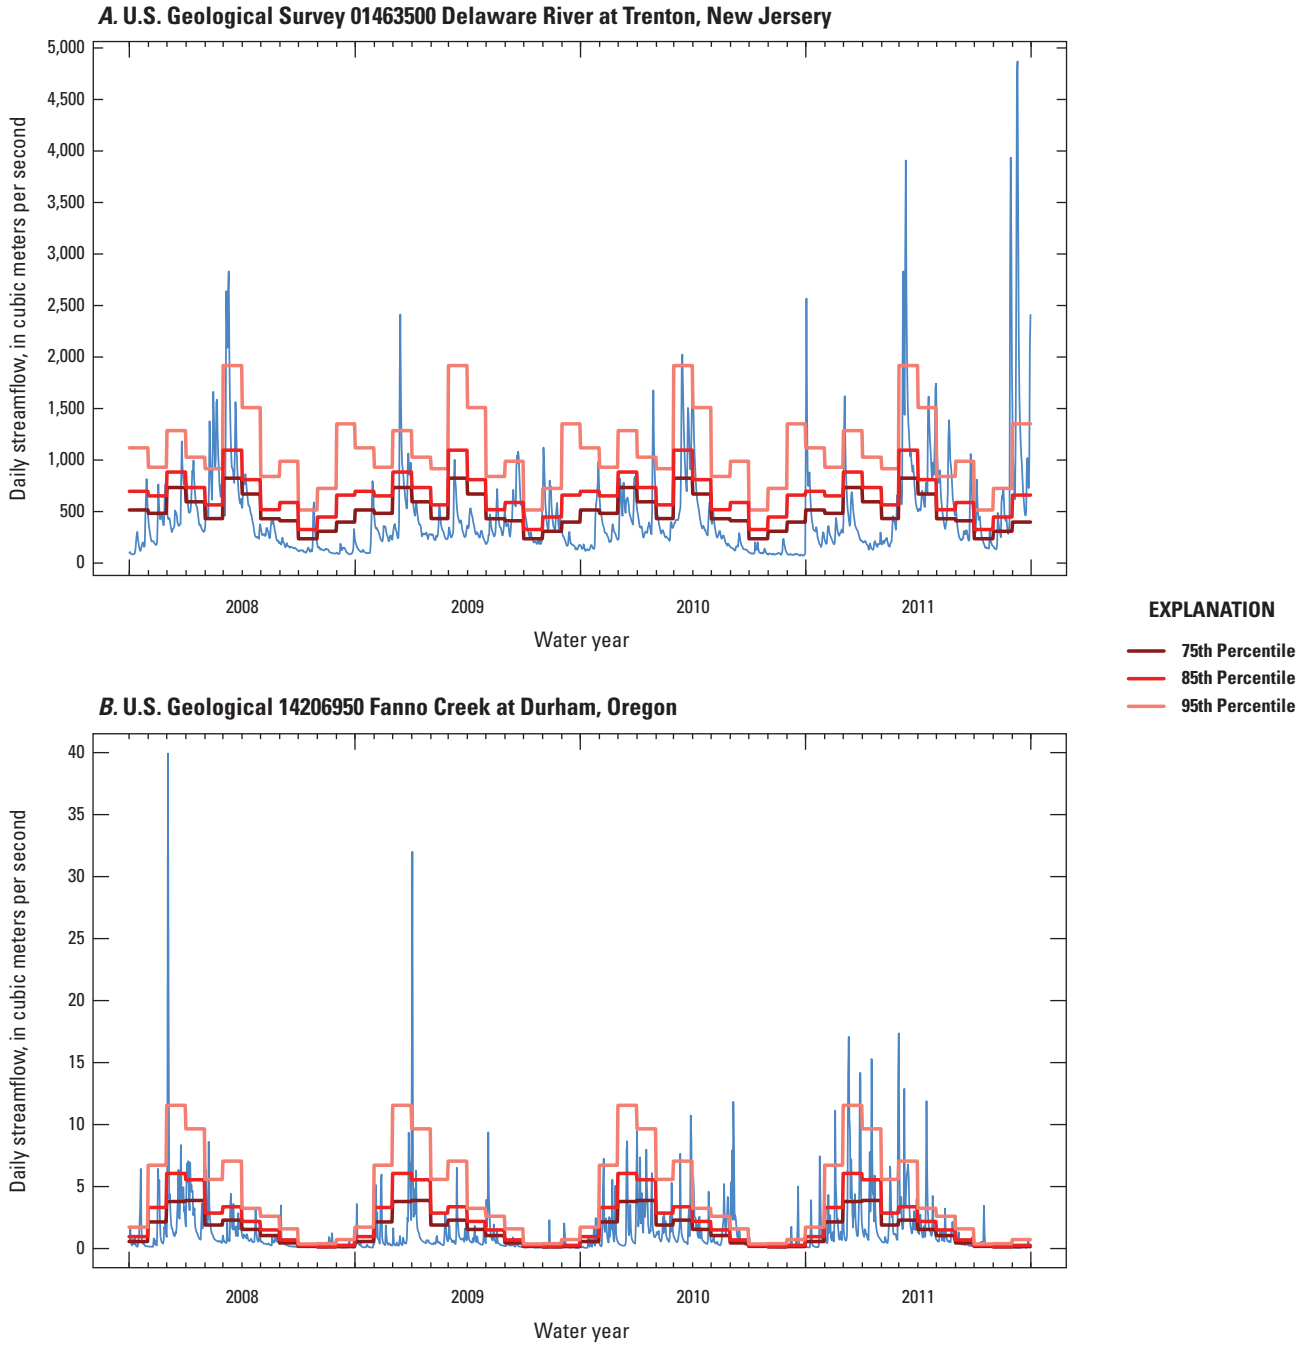 A. U.S. Geological Survey 01463500 Delaware River at Trenton, New Jersery
5,000
4,500
4,000
3,500
3,000
2,500
2,000
1,500
1,000
500
0
Daily streamflow, in cubic meters per second
2008
2009
2010
2011
Water year
EXPLANATION
75th Percentile
85th Percentile
95th Percentile
B. U.S. Geological 14206950 Fanno Creek at Durham, Oregon
40
35
30
25
20
15
10
5
0
Daily streamflow, in cubic meters per second
2008
2009
2010
2011
Water year